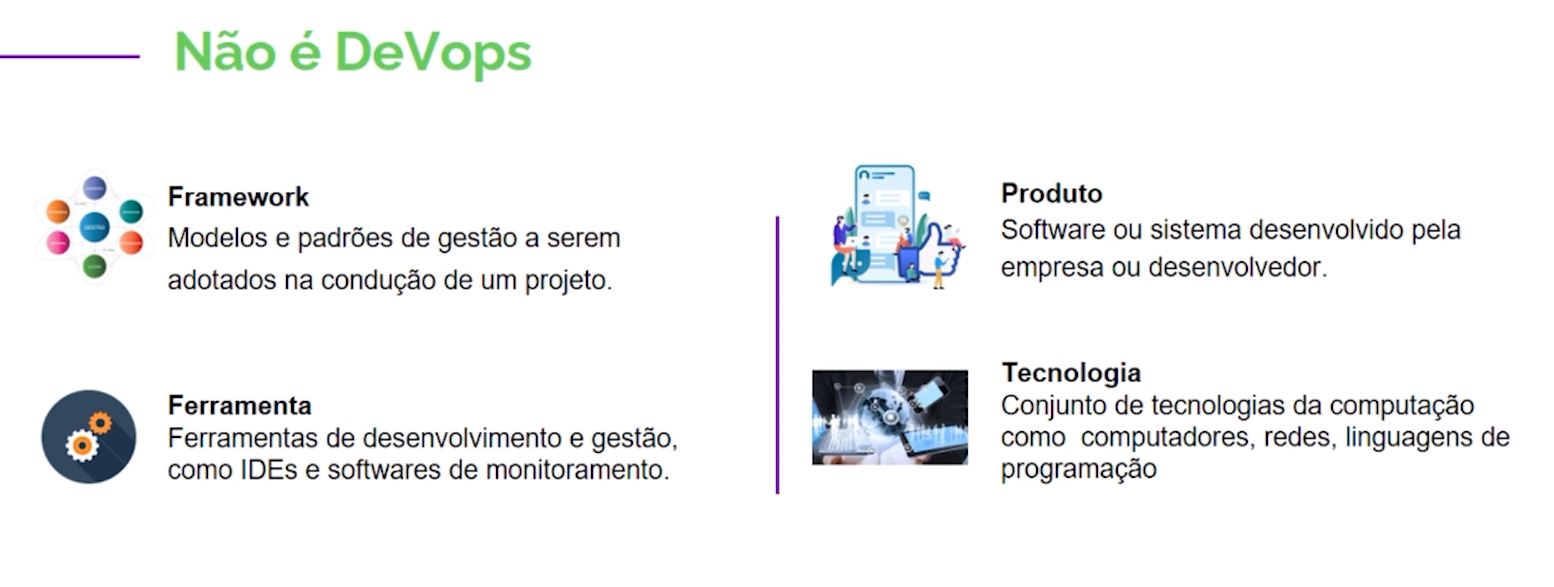 Não é DeVops
Framework
Modelos e padrões de gestão a serem
adotados na condução de um projeto.
Ferramenta
Ferramentas de desenvolvimento e gestão,
como IDEs e softwares de monitoramento.
Produto
Software ou sistema desenvolvido pela
empresa ou desenvolvedor.
Tecnologia
Conjunto de tecnologias da computação
como  computadores, redes, linguagens de
programação